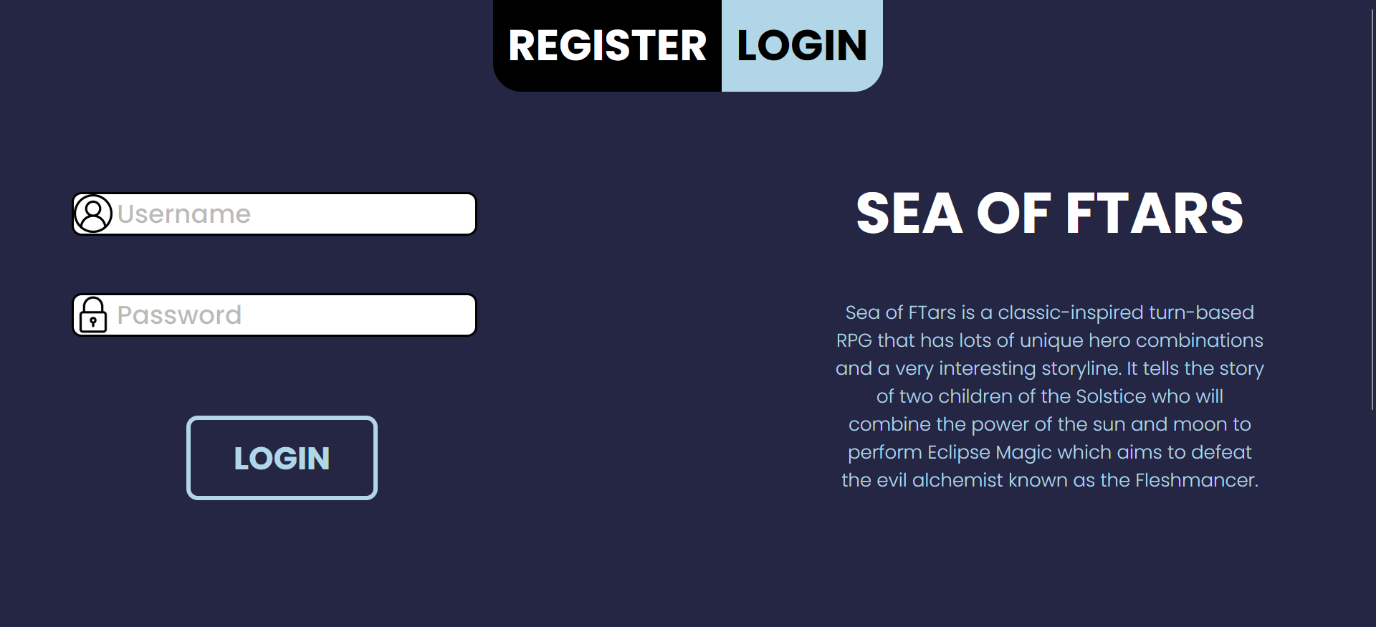 REGISTER LOGIN
Username
Password
LOGIN
SEA OF FTARS
Sea of FTars is a classic-inspired turn-based
RPG that has lots of unique hero combinations
and a very interesting storyline. It tells the story
of two children of the Solstice who will
combine the power of the sun and moon to
perform Eclipse Magic which aims to defeat
the evil alchemist known as the Fleshmancer.